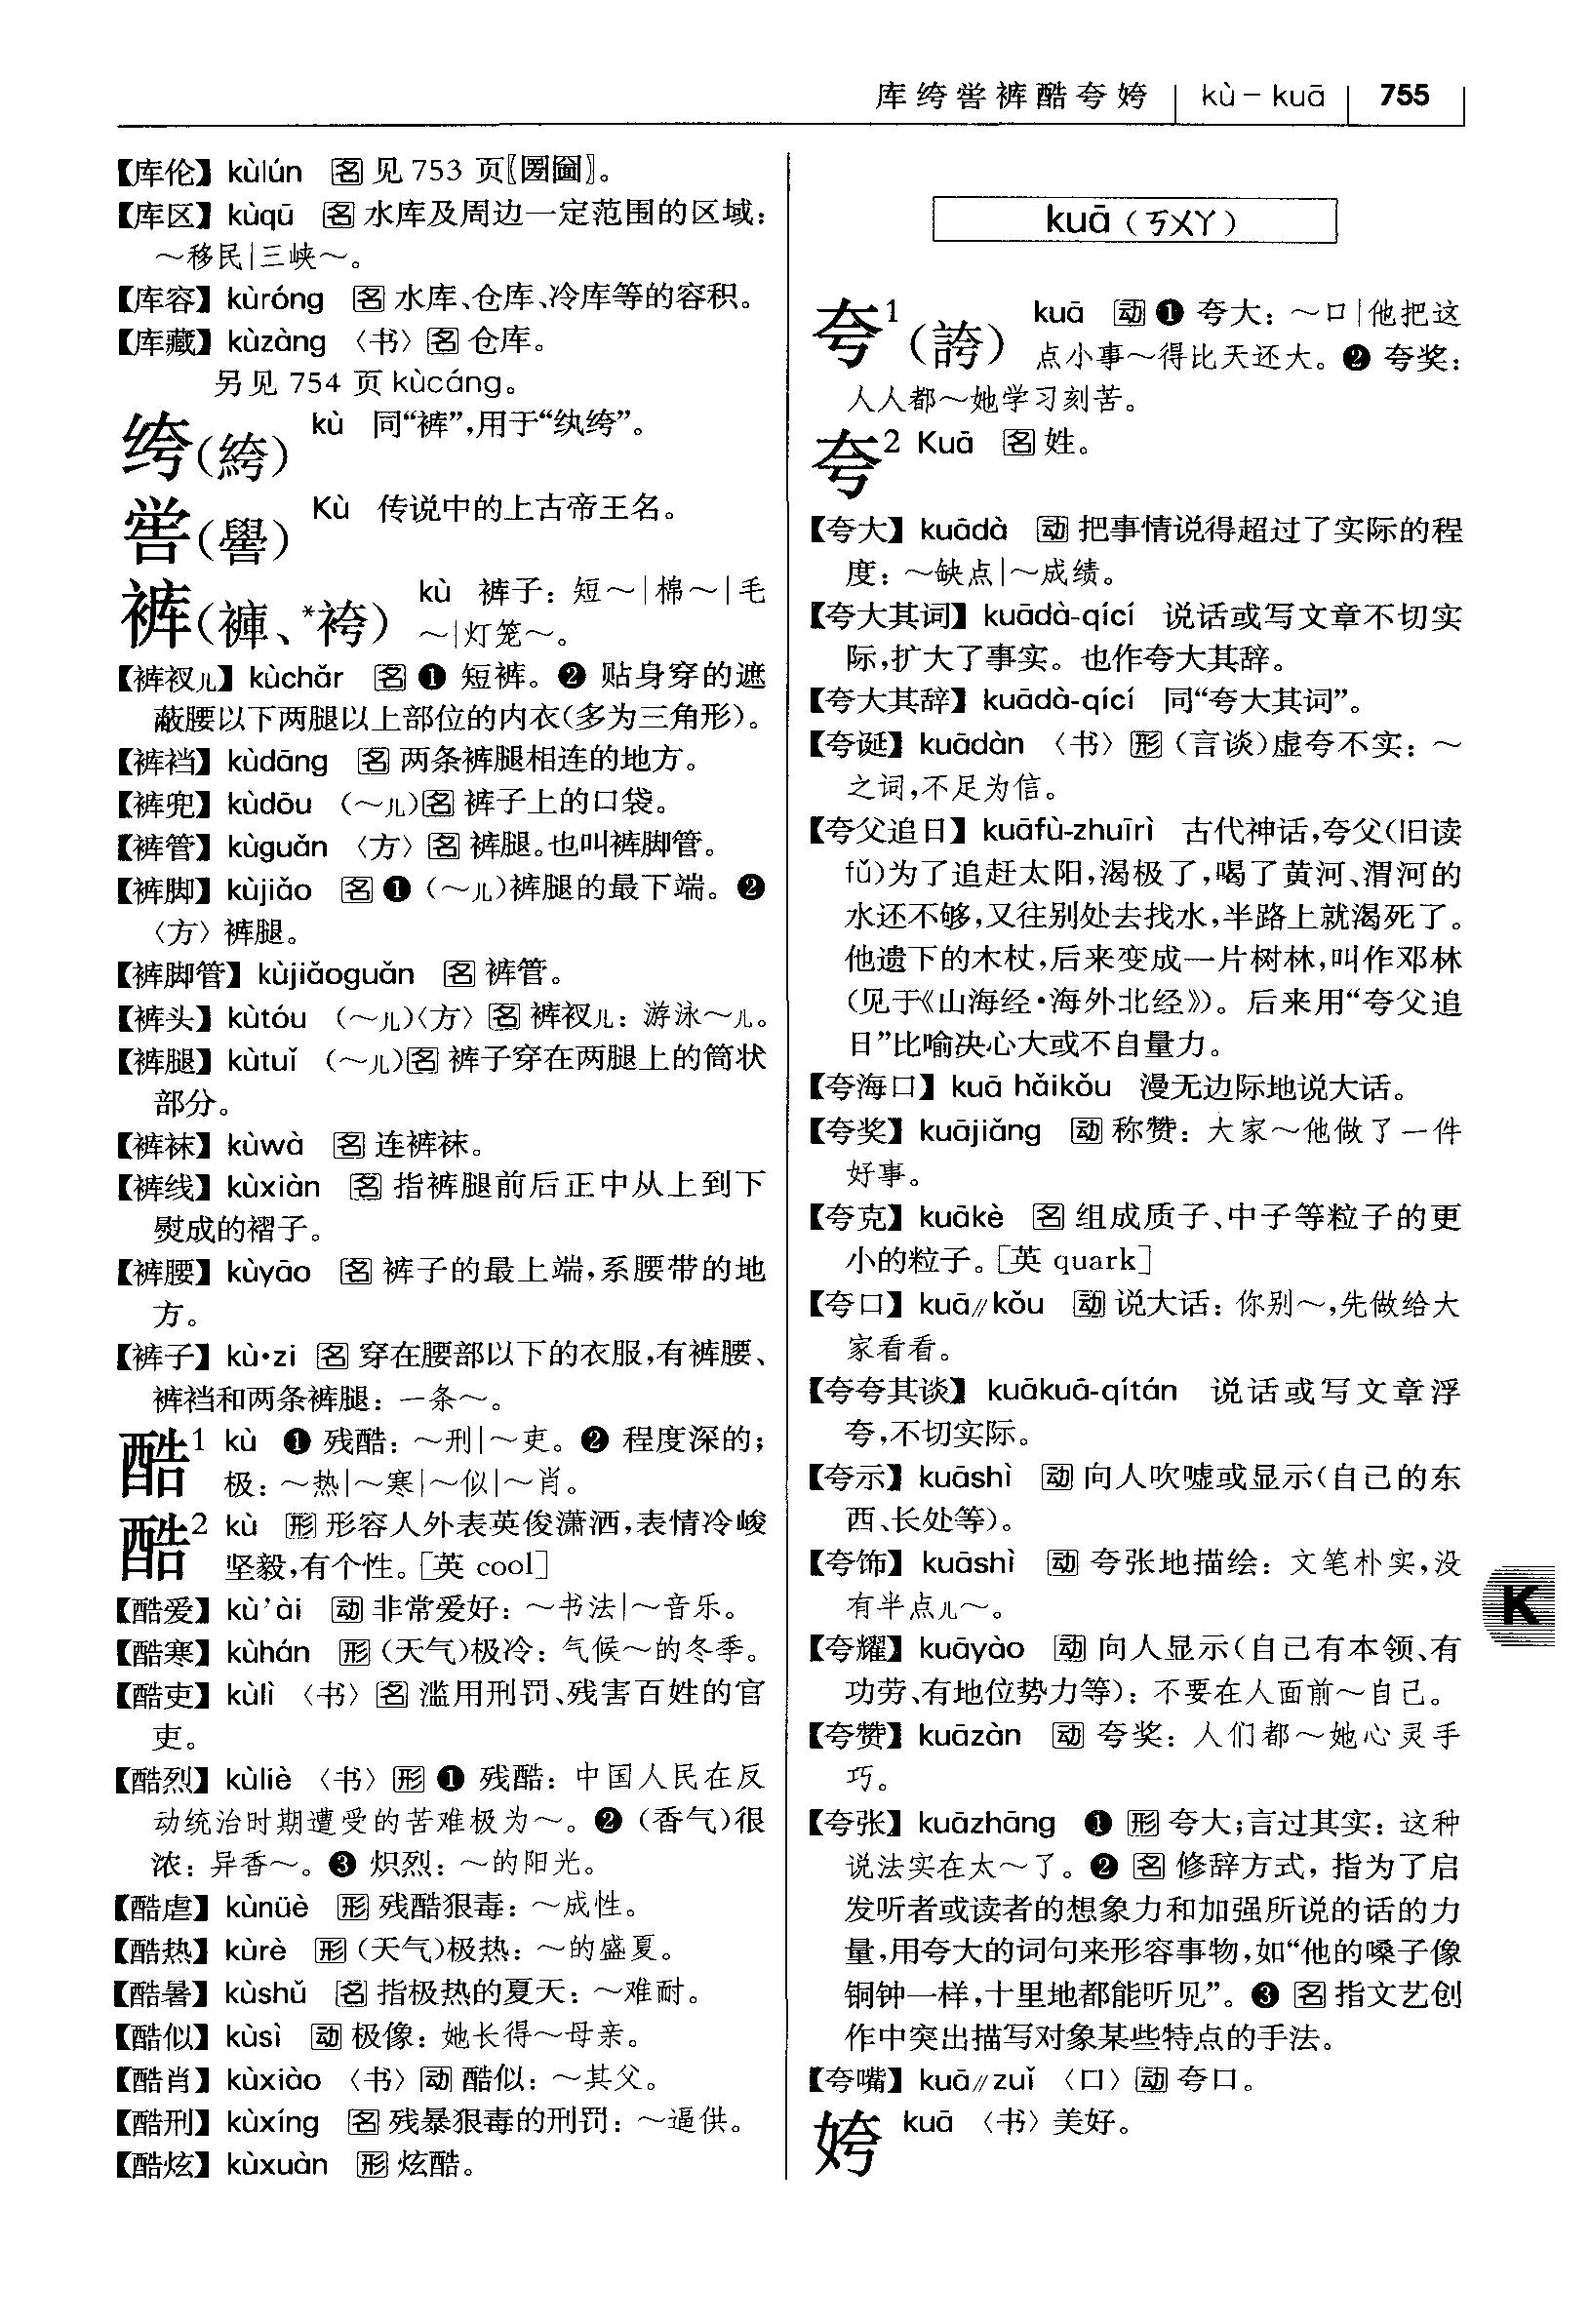 库绔喾裤酷夸姱 kù－kuā 755
【库伦】kùlún 名 见753页〖圐圙〗。
【库区】kùqū 名 水库及周边一定范围的区域：
～移民|三峡～。
【库容】kùróng 名 水库、仓库、冷库等的容积。
【库藏】kùzàng 〈书〉名 仓库。
另见 754 页 kùcáng。
绔(絝) kù 同“裤”，用于“纨绔”。
喾(嚳) Kù 传说中的上古帝王名。
裤(褲、*袴) kù 裤子：短～|棉～|毛
～|灯笼～。
【裤衩儿】kùchǎr 名 ❶ 短裤。❷ 贴身穿的遮
蔽腰以下两腿以上部位的内衣(多为三角形)。
【裤裆】kùdāng 名 两条裤腿相连的地方。
【裤兜】kùdōu (～儿)名 裤子上的口袋。
【裤管】kùguǎn 〈方〉名 裤腿。也叫裤脚管。
【裤脚】kùjiǎo 名 ❶ (～儿)裤腿的最下端。❷
〈方〉裤腿。
【裤脚管】kùjiǎoguǎn 名 裤管。
【裤头】kùtóu (～儿)〈方〉名 裤衩儿：游泳～儿。
【裤腿】kùtuǐ (～儿)名 裤子穿在两腿上的筒状
部分。
【裤袜】kùwà 名 连裤袜。
【裤线】kùxiàn 名 指裤腿前后正中从上到下
熨成的褶子。
【裤腰】kùyāo 名 裤子的最上端，系腰带的地
方。
【裤子】kù·zi 名 穿在腰部以下的衣服，有裤腰、
裤裆和两条裤腿：一条～。
酷1 kù ❶ 残酷：～刑|～吏。❷ 程度深的；
极：～热|～寒|～似|～肖。
酷2 kù 形 形容人外表英俊潇洒，表情冷峻
坚毅，有个性。[英 cool]
【酷爱】kù’ài 动 非常爱好：～书法|～音乐。
【酷寒】kùhán 形 (天气)极冷：气候～的冬季。
【酷吏】kùlì 〈书〉名 滥用刑罚、残害百姓的官
吏。
【酷烈】kùliè 〈书〉形 ❶ 残酷：中国人民在反
动统治时期遭受的苦难极为～。❷ (香气)很
浓：异香～。❸ 炽烈：～的阳光。
【酷虐】kùnüè 形 残酷狠毒：～成性。
【酷热】kùrè 形 (天气)极热：～的盛夏。
【酷暑】kùshǔ 名 指极热的夏天：～难耐。
【酷似】kùsì 动 极像：她长得～母亲。
【酷肖】kùxiào 〈书〉动 酷似：～其父。
【酷刑】kùxíng 名 残暴狠毒的刑罚：～逼供。
【酷炫】kùxuàn 形 炫酷。
kuā (ㄎㄨㄚ)
夸1(誇) kuā 动 ❶ 夸大：～口|他把这
点小事～得比天还大。❷ 夸奖：
人人都～她学习刻苦。
夸2 Kuā 名 姓。
【夸大】kuādà 动 把事情说得超过了实际的程
度：～缺点|～成绩。
【夸大其词】kuādà-qící 说话或写文章不切实
际，扩大了事实。也作夸大其辞。
【夸大其辞】kuādà-qící 同“夸大其词”。
【夸诞】kuādàn 〈书〉形 (言谈)虚夸不实：～
之词，不足为信。
【夸父追日】kuāfù-zhuīrì 古代神话，夸父(旧读
fǔ)为了追赶太阳，渴极了，喝了黄河、渭河的
水还不够，又往别处去找水，半路上就渴死了。
他遗下的木杖，后来变成一片树林，叫作邓林
(见于《山海经·海外北经》)。后来用“夸父追
日”比喻决心大或不自量力。
【夸海口】kuā hǎikǒu 漫无边际地说大话。
【夸奖】kuājiǎng 动 称赞：大家～他做了一件
好事。
【夸克】kuākè 名 组成质子、中子等粒子的更
小的粒子。[英 quark]
【夸口】kuā//kǒu 动 说大话：你别～，先做给大
家看看。
【夸夸其谈】kuākuā-qítán 说话或写文章浮
夸，不切实际。
【夸示】kuāshì 动 向人吹嘘或显示(自己的东
西、长处等)。
【夸饰】kuāshì 动 夸张地描绘：文笔朴实，没
有半点儿～。
【夸耀】kuāyào 动 向人显示(自己有本领、有
功劳、有地位势力等)：不要在人面前～自己。
【夸赞】kuāzàn 动 夸奖：人们都～她心灵手
巧。
【夸张】kuāzhāng ❶ 形 夸大；言过其实：这种
说法实在太～了。❷ 名 修辞方式，指为了启
发听者或读者的想象力和加强所说的话的力
量，用夸大的词句来形容事物，如“他的嗓子像
铜钟一样，十里地都能听见”。❸ 名 指文艺创
作中突出描写对象某些特点的手法。
【夸嘴】kuā//zuǐ 〈口〉动 夸口。
姱 kuā 〈书〉美好。
K